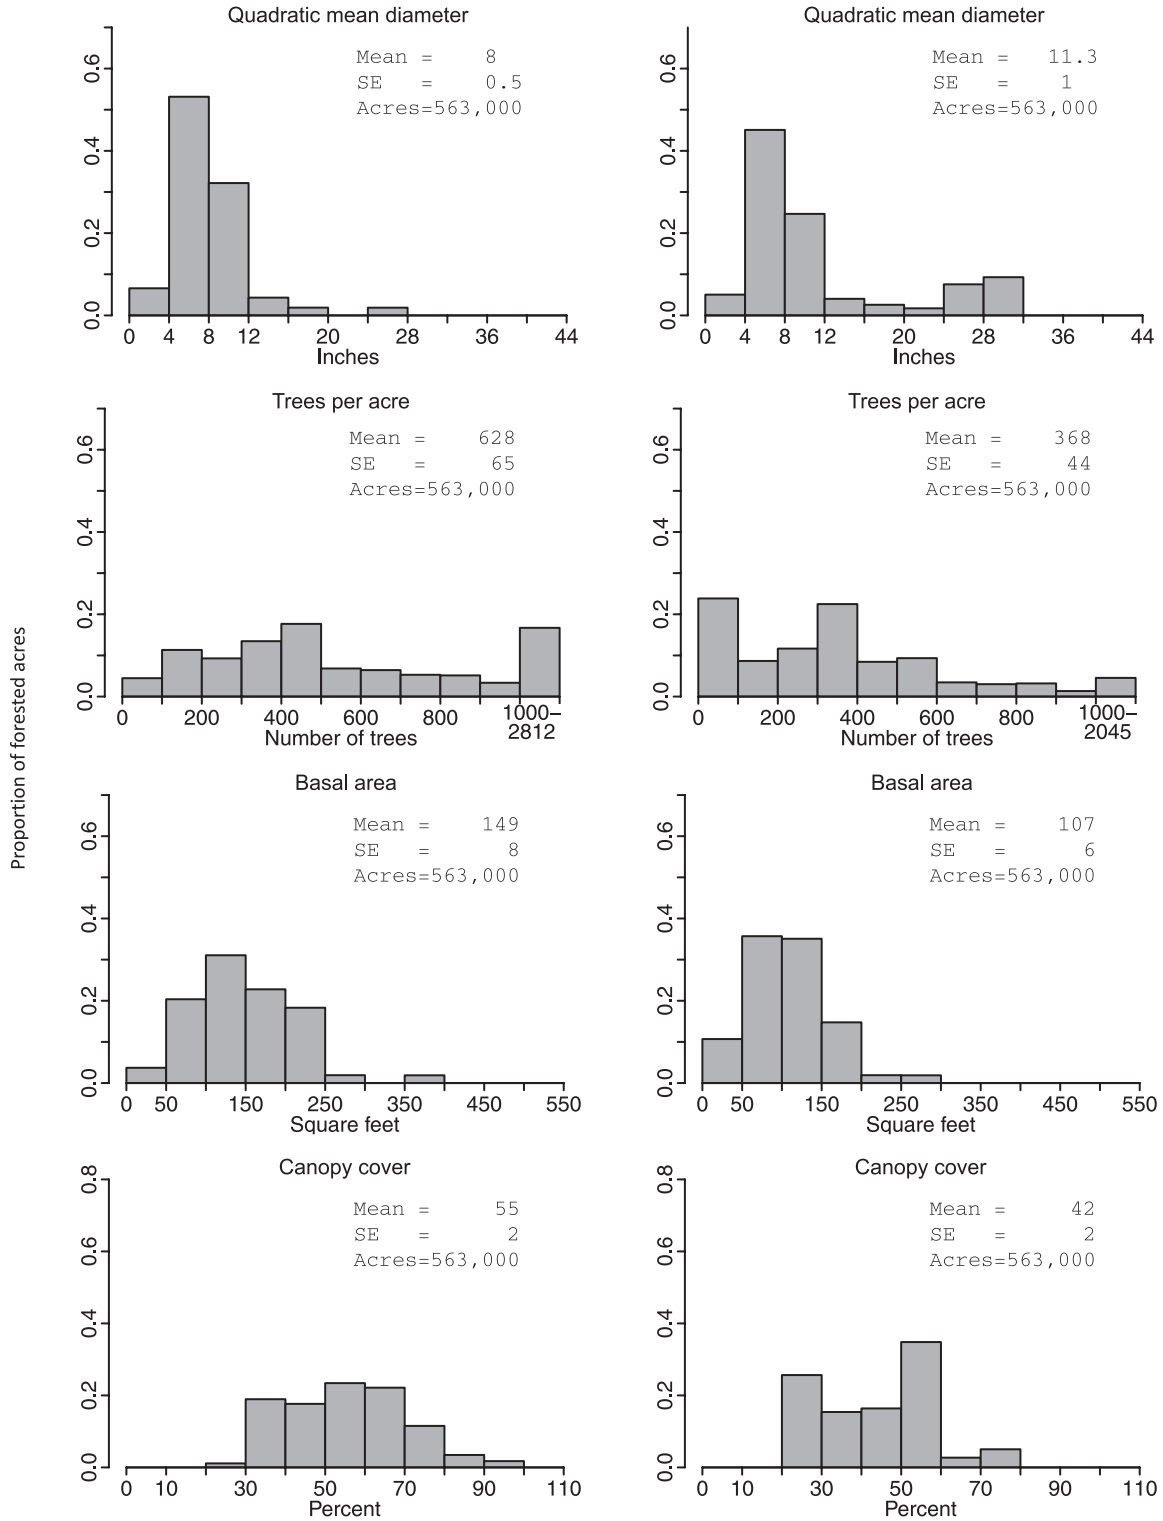 Proportion of forested acres
Quadratic mean diameter
Mean = 8
SE = 0.5
Acres=563,000
0.0 0.2 0.4 0.6
0 4 8 12 20 28 36 44
Inches
Quadratic mean diameter
Mean = 11.3
SE = 1
Acres=563,000
0.0 0.2 0.4 0.6
0 4 8 12 20 28 36 44
Inches
Trees per acre
Mean = 628
SE = 65
Acres=563,000
0.0 0.2 0.4 0.6
0 200 400 600 800 1000–
2812
Number of trees
Trees per acre
Mean = 368
SE = 44
Acres=563,000
0.0 0.2 0.4 0.6
0 200 400 600 800 1000–
2045
Number of trees
Basal area
Mean = 149
SE = 8
Acres=563,000
0.0 0.2 0.4 0.6
0 50 150 250 350 450 550
Square feet
Basal area
Mean = 107
SE = 6
Acres=563,000
0.0 0.2 0.4 0.6
0 50 150 250 350 450 550
Square feet
Canopy cover
Mean = 55
SE = 2
Acres=563,000
0.0 0.2 0.4 0.6 0.8
0 10 30 50 70 90 110
Percent
Canopy cover
Mean = 42
SE = 2
Acres=563,000
0.0 0.2 0.4 0.6 0.8
0 10 30 50 70 90 110
Percent